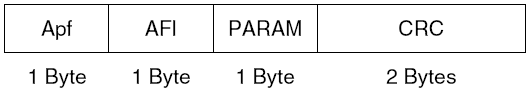 Apf AFI PARAM CRC
1 Byte 1 Byte 1 Byte 2 Bytes